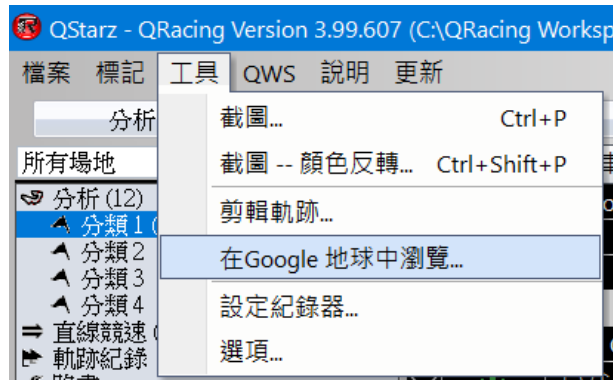 QStarz - QRacing Version 3.99.607 (C:\QRacing Worksp
檔案 標記 工具 QWS 說明 更新
分析
截圖... Ctrl+P
所有場地
截圖 -- 顏色反轉... Ctrl+Shift+P
分析 (12)
剪輯軌跡...
分類 1 (
分類 2
在Google 地球中瀏覽...
分類 3
分類 4
設定紀錄器...
直線競速 (
軌跡紀錄
選項...